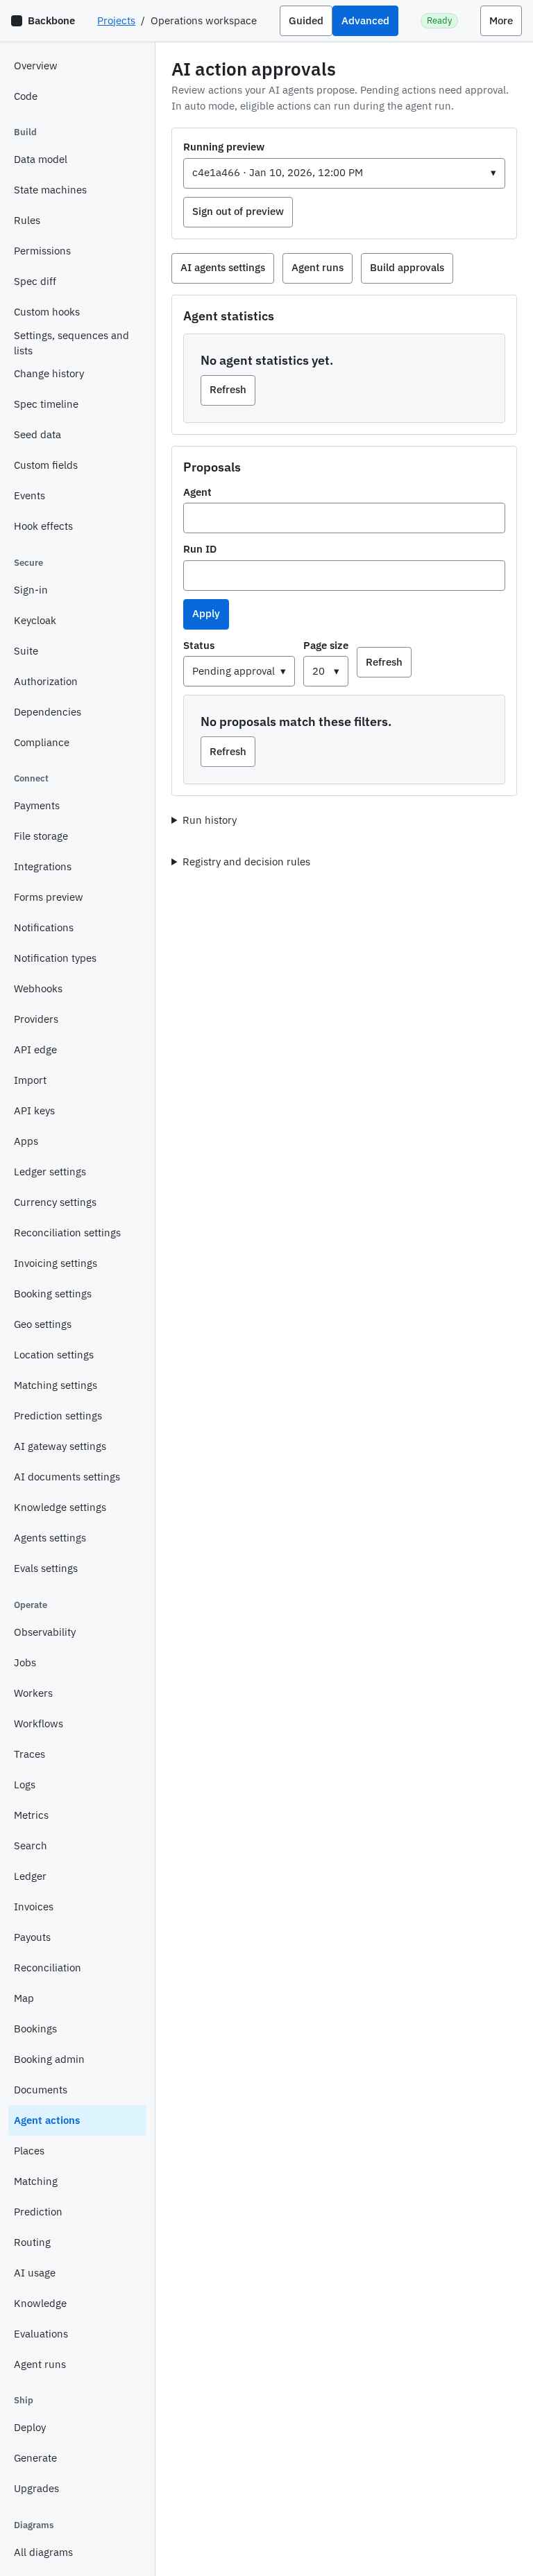 Backbone
Projects / Operations workspace
Guided
Advanced
Ready
More
Overview
Code
Build
Data model
State machines
Rules
Permissions
Spec diff
Custom hooks
Settings, sequences and
lists
Change history
Spec timeline
Seed data
Custom fields
Events
Hook effects
Secure
Sign-in
Keycloak
Suite
Authorization
Dependencies
Compliance
Connect
Payments
File storage
Integrations
Forms preview
Notifications
Notification types
Webhooks
Providers
API edge
Import
API keys
Apps
Ledger settings
Currency settings
Reconciliation settings
Invoicing settings
Booking settings
Geo settings
Location settings
Matching settings
Prediction settings
AI gateway settings
AI documents settings
Knowledge settings
Agents settings
Evals settings
Operate
Observability
Jobs
Workers
Workflows
Traces
Logs
Metrics
Search
Ledger
Invoices
Payouts
Reconciliation
Map
Bookings
Booking admin
Documents
Agent actions
Places
Matching
Prediction
Routing
AI usage
Knowledge
Evaluations
Agent runs
Ship
Deploy
Generate
Upgrades
Diagrams
All diagrams
AI action approvals
Review actions your AI agents propose. Pending actions need approval.
In auto mode, eligible actions can run during the agent run.
Running preview
c4e1a466 · Jan 10, 2026, 12:00 PM
Sign out of preview
AI agents settings
Agent runs
Build approvals
Agent statistics
No agent statistics yet.
Refresh
Proposals
Agent
Run ID
Apply
Status
Page size
Pending approval
20
Refresh
No proposals match these filters.
Refresh
Run history
Registry and decision rules